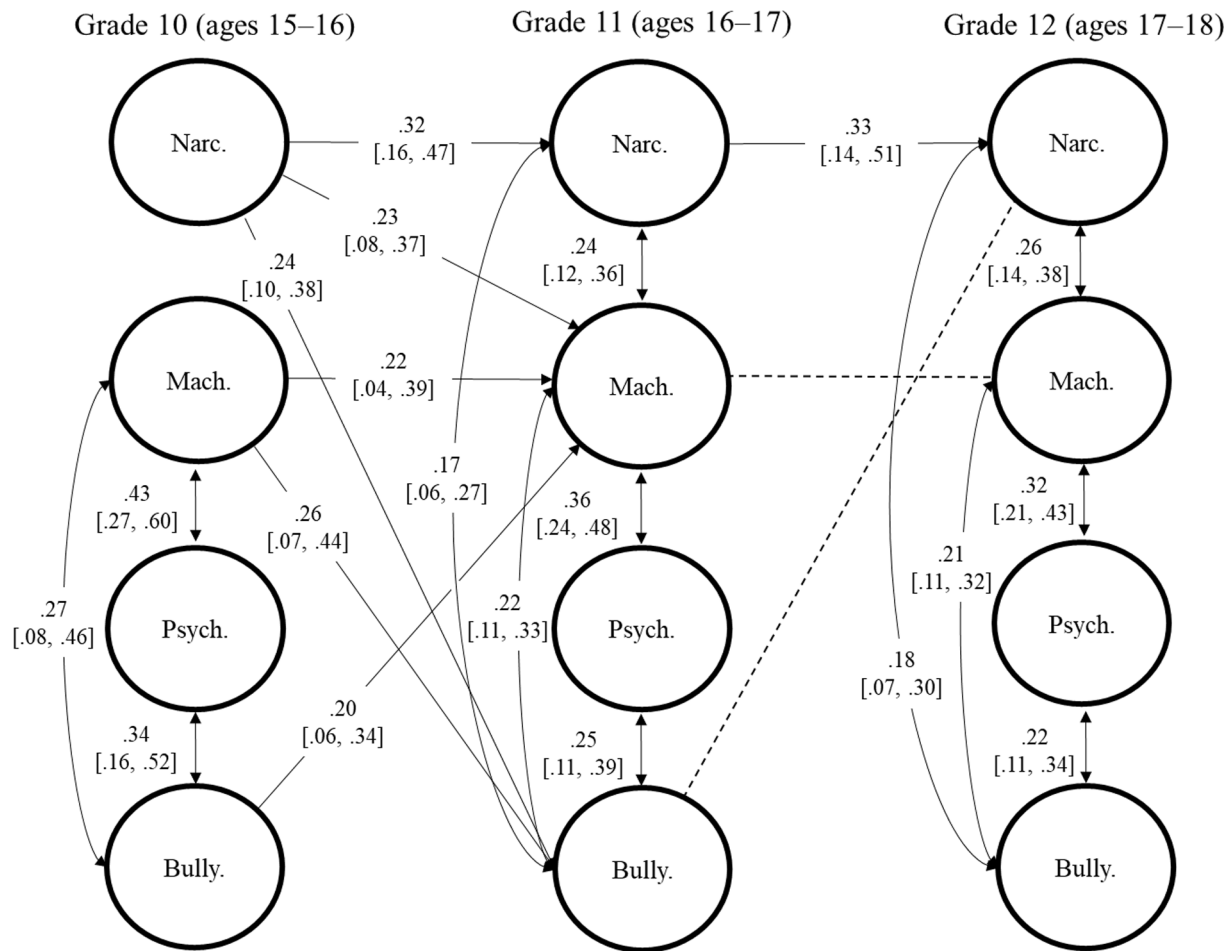 Grade 10 (ages 15–16)
Grade 11 (ages 16–17)
Grade 12 (ages 17–18)
Narc.
.32
[.16, .47]
Narc.
.33
[.14, .51]
Narc.
.23
[.08, .37]
.24
[.10, .38]
.24
[.12, .36]
.26
[.14, .38]
Mach.
.22
[.04, .39]
Mach.
Mach.
.43
[.27, .60]
.26
[.07, .44]
.17
[.06, .27]
.36
[.24, .48]
.32
[.21, .43]
.27
[.08, .46]
Psych.
.22
[.11, .33]
Psych.
.21
[.11, .32]
Psych.
.18
[.07, .30]
.34
[.16, .52]
.20
[.06, .34]
.25
[.11, .39]
.22
[.11, .34]
Bully.
Bully.
Bully.